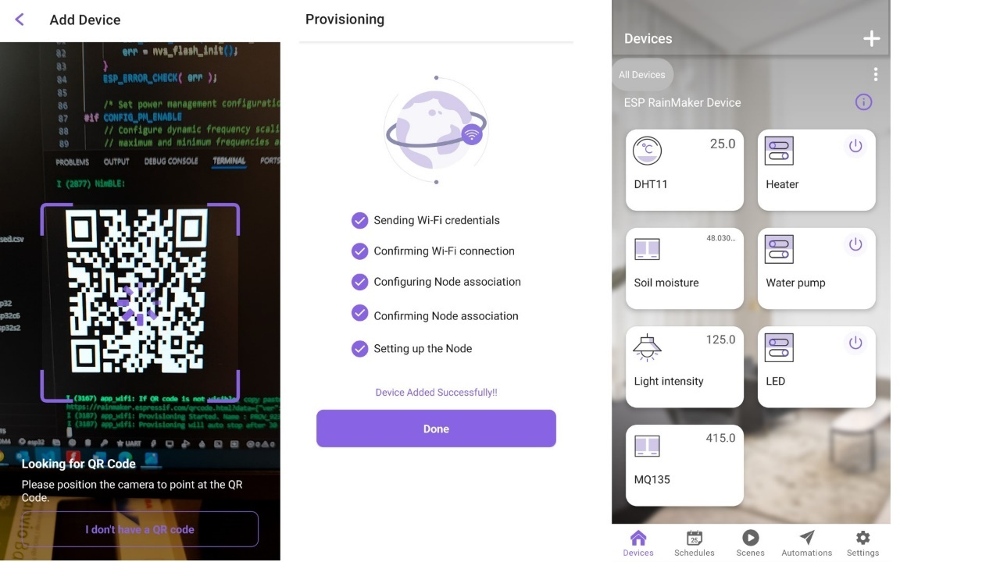 Add Device
82 err = nvs_flash_init();
83 }
84 ESP_ERROR_CHECK( err );
85
86 /* Set power management configuratio
87 #if CONFIG_PM_ENABLE
88 // Configure dynamic frequency scali
89 // maximum and minimum frequencies a
PROBLEMS OUTPUT DEBUG CONSOLE TERMINAL PORTS
I (2877) NimBLE:
sed.csv
p32
sp32c6
sp32s2
I (3167) app_wifi: If QR code is not visible, copy paste
https://rainmaker.espressif.com/qrcode.html?data={"ver":
I (3187) app_wifi: Provisioning Started. Name : PROV_
I (3187) app_wifi: Provisioning will auto stop after 30
esp32 UART
Looking for QR Code
Please position the camera to point at the QR
Code.
I don't have a QR code
Provisioning
Sending Wi-Fi credentials
Confirming Wi-Fi connection
Configuring Node association
Confirming Node association
Setting up the Node
Device Added Successfully!!
Done
Devices
All Devices
ESP RainMaker Device
25.0
°C
DHT11
Heater
48.030...
Soil moisture
Water pump
125.0
Light intensity
LED
415.0
MQ135
25
Devices Schedules Scenes Automations Settings